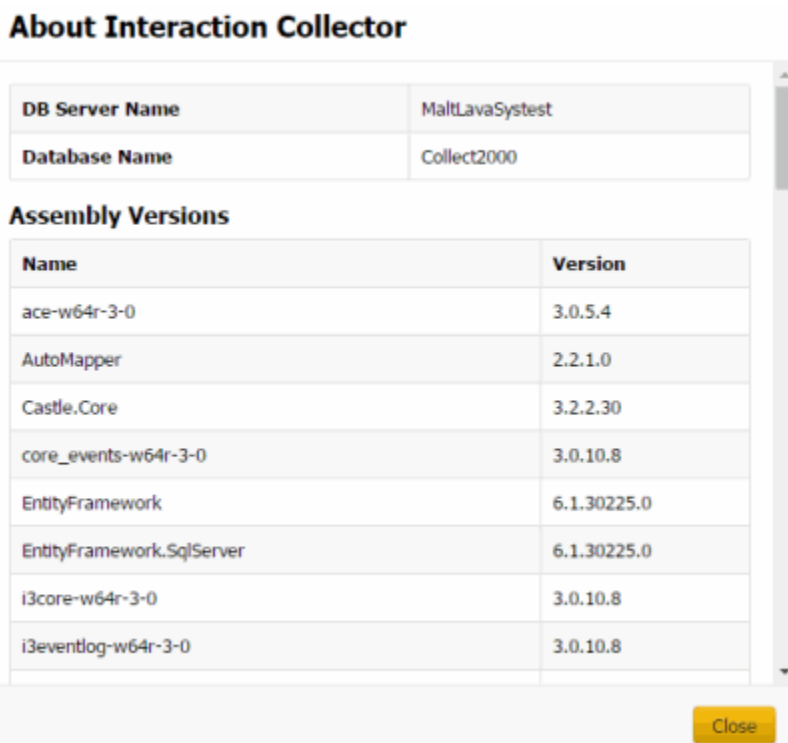 About Interaction Collector
DB Server Name MaltLavaSystest
Database Name Collect2000
Assembly Versions
Name Version
ace-w64r-3-0 3.0.5.4
AutoMapper 2.2.1.0
Castle.Core 3.2.2.30
core_events-w64r-3-0 3.0.10.8
EntityFramework 6.1.30225.0
EntityFramework.SqlServer 6.1.30225.0
i3core-w64r-3-0 3.0.10.8
i3eventlog-w64r-3-0 3.0.10.8
Close